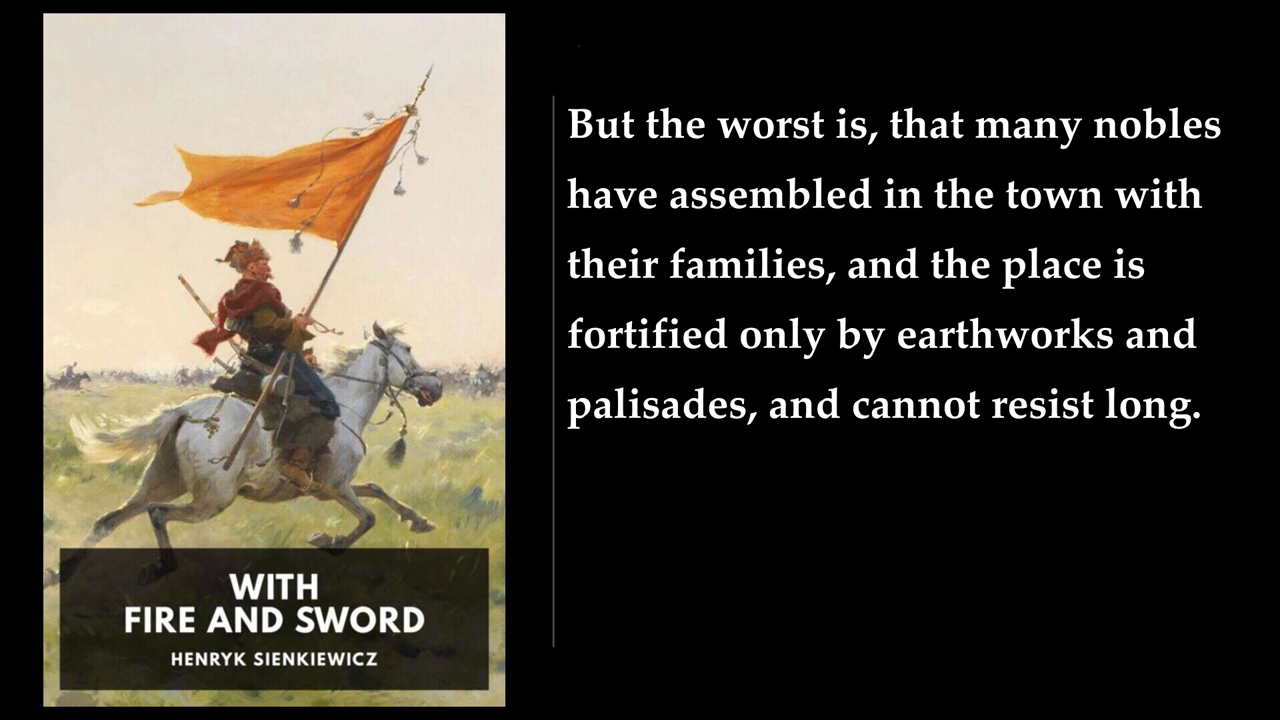 WITH
FIRE AND SWORD
HENRYK SIENKIEWICZ
But the worst is, that many nobles
have assembled in the town with
their families, and the place is
fortified only by earthworks and
palisades, and cannot resist long.